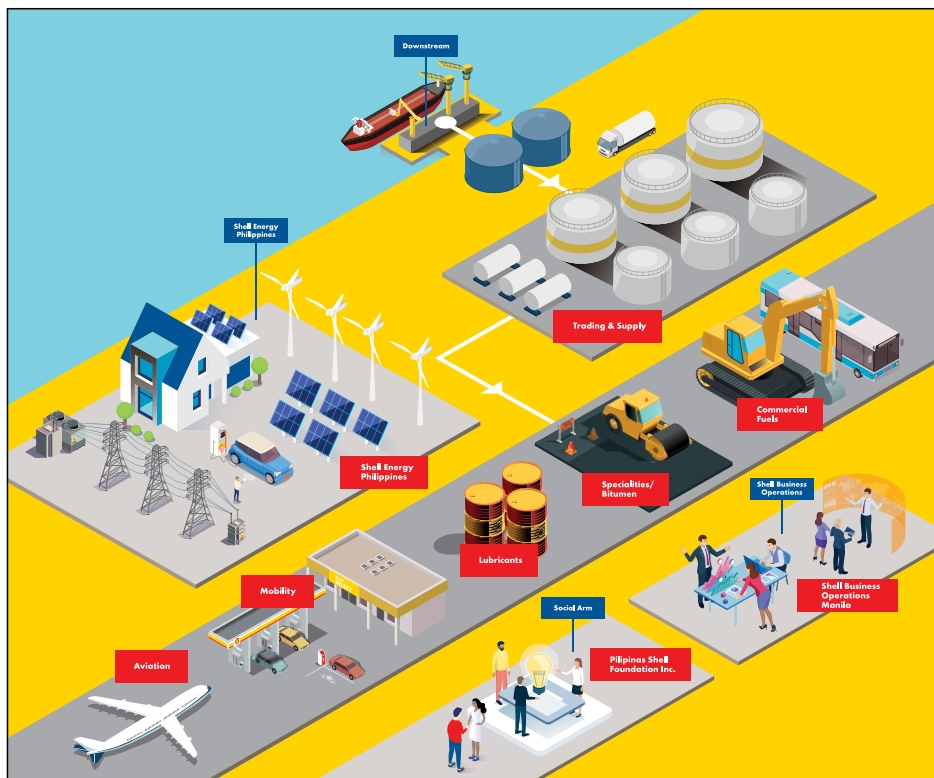 Downstream
Shell Energy
Philippines
Trading & Supply
Commercial
Fuels
Shell Energy
Philippines
Specialities/
Bitumen
Shell Business
Operations
Lubricants
Shell Business
Operations
Manila
Mobility
Social Arm
Aviation
Pilipinas Shell
Foundation Inc.